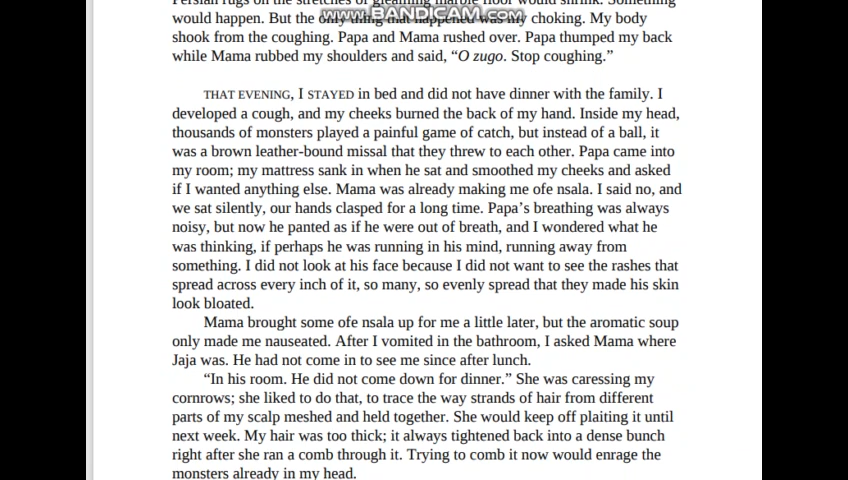 Persian rugs on the stretches of gleaming marble floor would shrink. Something
www.BANDICAM.com
would happen. But the only thing that happened was my choking. My body
shook from the coughing. Papa and Mama rushed over. Papa thumped my back
while Mama rubbed my shoulders and said, “O zugo. Stop coughing.”
THAT EVENING, I STAYED in bed and did not have dinner with the family. I
developed a cough, and my cheeks burned the back of my hand. Inside my head,
thousands of monsters played a painful game of catch, but instead of a ball, it
was a brown leather-bound missal that they threw to each other. Papa came into
my room; my mattress sank in when he sat and smoothed my cheeks and asked
if I wanted anything else. Mama was already making me ofe nsala. I said no, and
we sat silently, our hands clasped for a long time. Papa’s breathing was always
noisy, but now he panted as if he were out of breath, and I wondered what he
was thinking, if perhaps he was running in his mind, running away from
something. I did not look at his face because I did not want to see the rashes that
spread across every inch of it, so many, so evenly spread that they made his skin
look bloated.
Mama brought some ofe nsala up for me a little later, but the aromatic soup
only made me nauseated. After I vomited in the bathroom, I asked Mama where
Jaja was. He had not come in to see me since after lunch.
“In his room. He did not come down for dinner.” She was caressing my
cornrows; she liked to do that, to trace the way strands of hair from different
parts of my scalp meshed and held together. She would keep off plaiting it until
next week. My hair was too thick; it always tightened back into a dense bunch
right after she ran a comb through it. Trying to comb it now would enrage the
monsters already in my head.